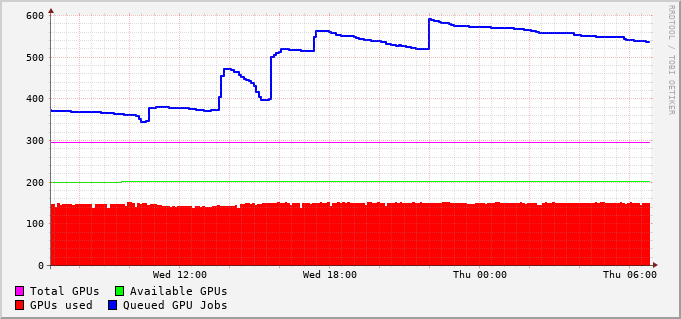 600
500
400
300
200
100
0
Wed 12:00 Wed 18:00 Thu 00:00 Thu 06:00
Total GPUs Available GPUs
GPUs used Queued GPU Jobs
RRDTOOL / TOBI OETIKER